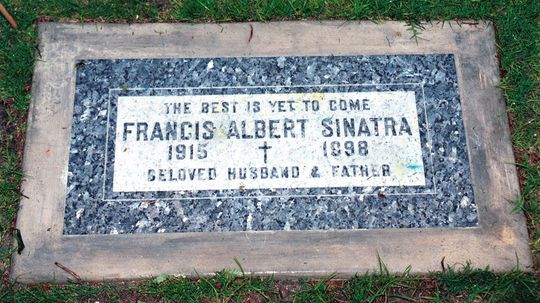 THE BEST IS YET TO COME
FRANCIS ALBERT SINATRA
1915 † 1998
BELOVED HUSBAND & FATHER